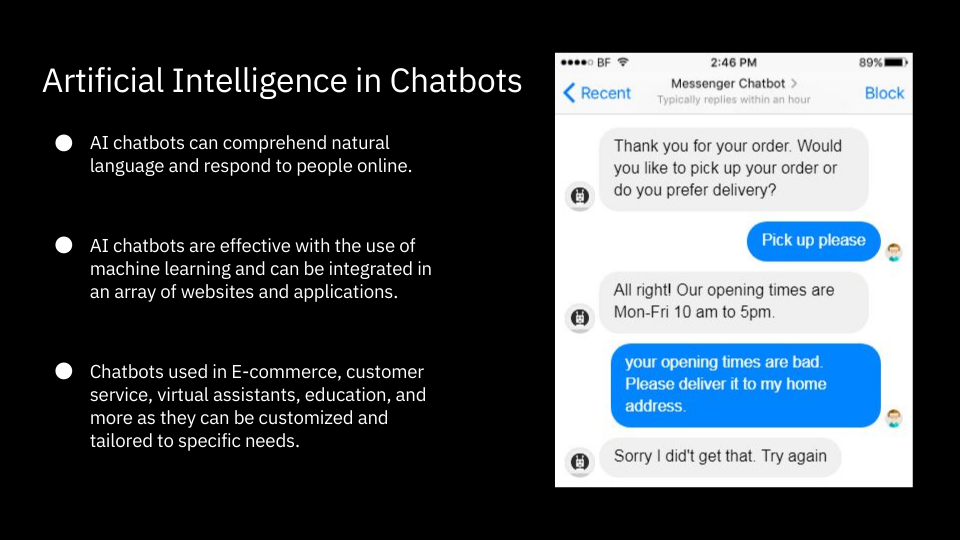 Artificial Intelligence in Chatbots
AI chatbots can comprehend natural
language and respond to people online.
AI chatbots are effective with the use of
machine learning and can be integrated in
an array of websites and applications.
Chatbots used in E-commerce, customer
service, virtual assistants, education, and
more as they can be customized and
tailored to specific needs.
BF 2:46 PM 89%
Recent Messenger Chatbot Block
Typically replies within an hour
Thank you for your order. Would
you like to pick up your order or
do you prefer delivery?
Pick up please
All right! Our opening times are
Mon-Fri 10 am to 5pm.
your opening times are bad.
Please deliver it to my home
address.
Sorry I did't get that. Try again